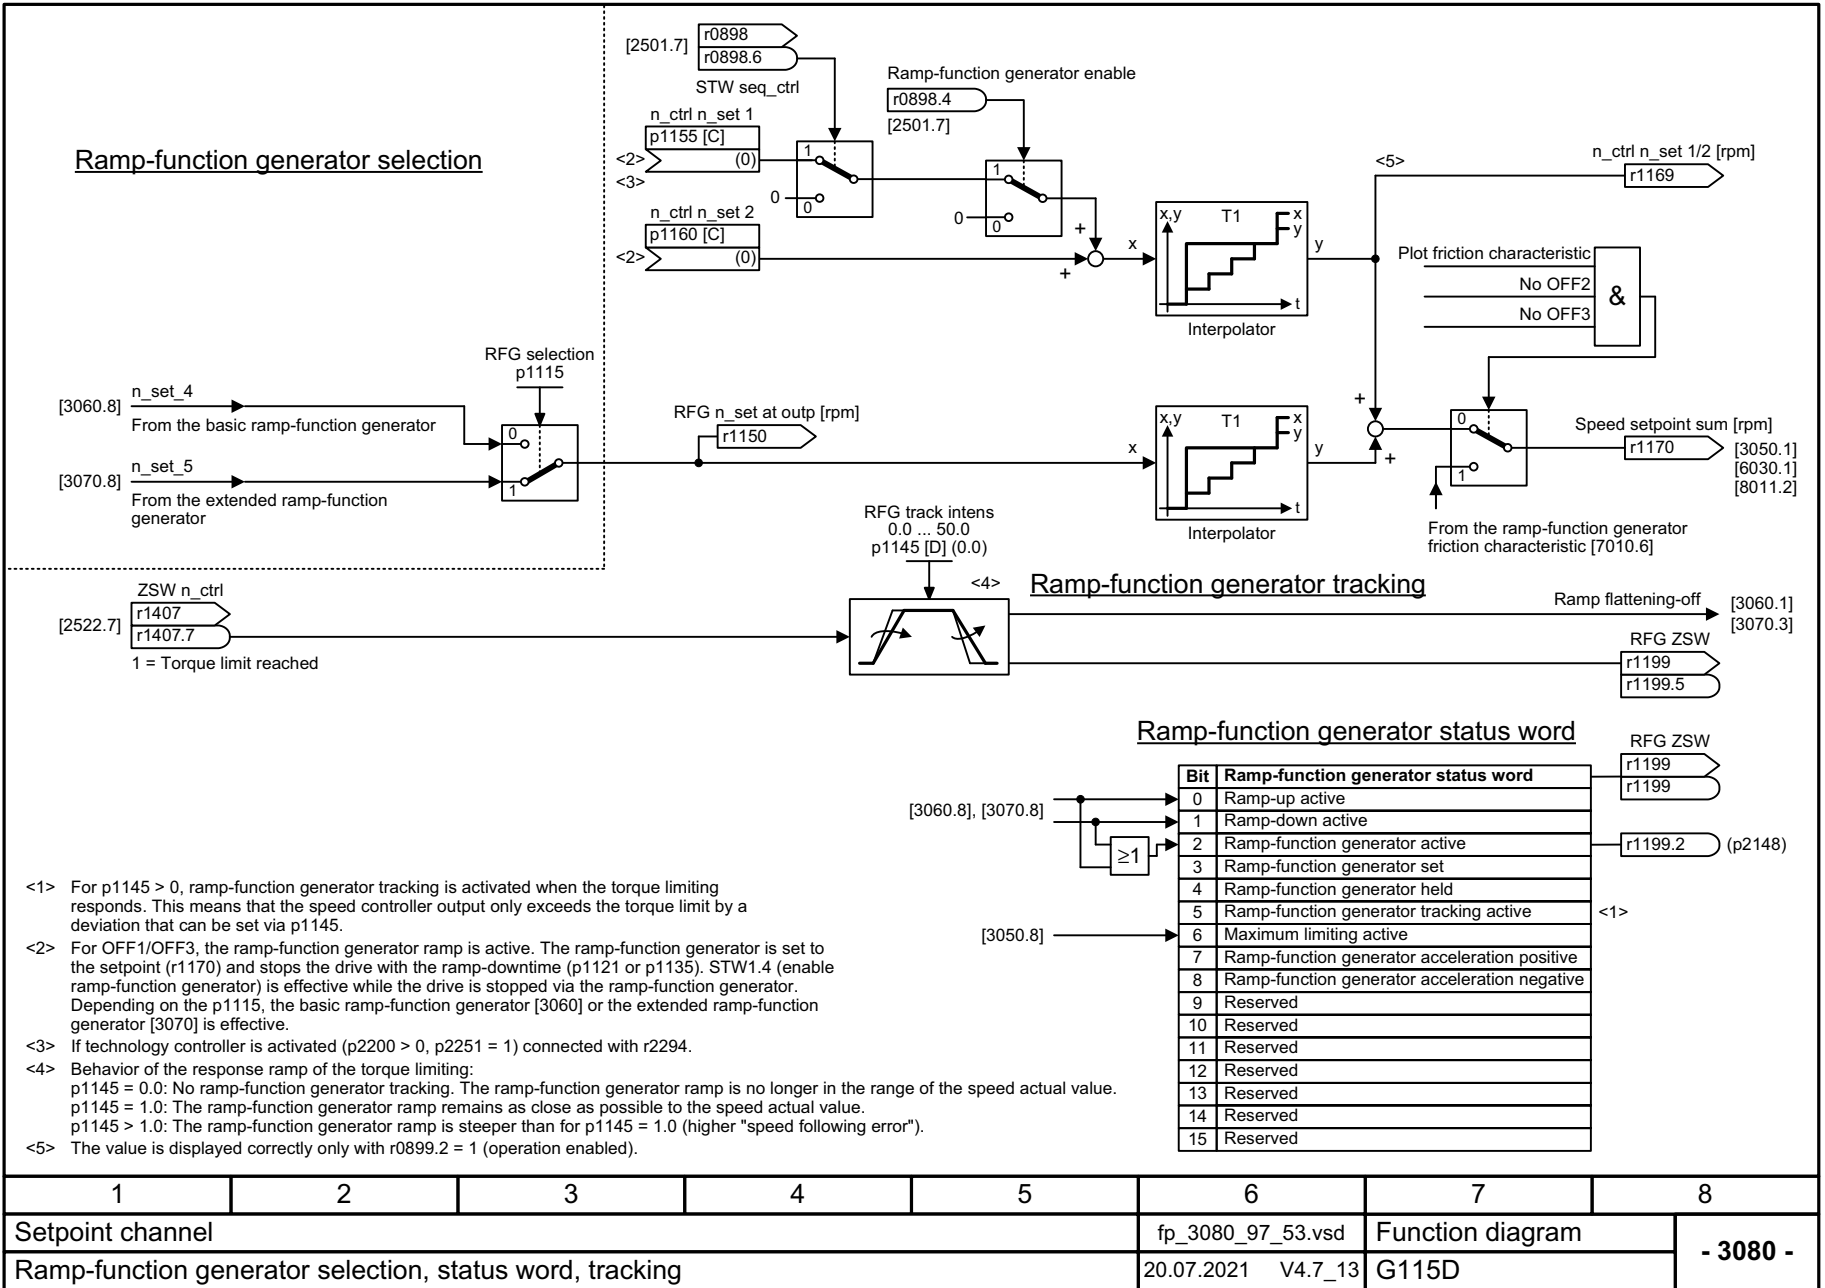 Ramp-function generator selection
[2501.7]
r0898
r0898.6
STW seq_ctrl
Ramp-function generator enable
r0898.4
[2501.7]
n_ctrl n_set 1
p1155 [C]
<2>
(0)
<3>
1
0
0
1
0
0
n_ctrl n_set 2
p1160 [C]
<2>
(0)
+
+
x
x,y
T1
x
y
t
y
Interpolator
<5>
n_ctrl n_set 1/2 [rpm]
r1169
Plot friction characteristic
No OFF2
No OFF3
&
RFG selection
p1115
[3060.8]
n_set_4
From the basic ramp-function generator
[3070.8]
n_set_5
From the extended ramp-function
generator
0
1
RFG n_set at outp [rpm]
r1150
x
x,y
T1
x
y
t
y
Interpolator
+
+
0
1
Speed setpoint sum [rpm]
r1170
[3050.1]
[6030.1]
[8011.2]
From the ramp-function generator
friction characteristic [7010.6]
RFG track intens
0.0 ... 50.0
p1145 [D] (0.0)
<4>
Ramp-function generator tracking
ZSW n_ctrl
[2522.7]
r1407
r1407.7
1 = Torque limit reached
Ramp flattening-off
[3060.1]
[3070.3]
RFG ZSW
r1199
r1199.5
Ramp-function generator status word
RFG ZSW
r1199
r1199
Bit Ramp-function generator status word
[3060.8], [3070.8]
0 Ramp-up active
1 Ramp-down active
2 Ramp-function generator active
≥1
r1199.2
(p2148)
3 Ramp-function generator set
4 Ramp-function generator held
5 Ramp-function generator tracking active
<1>
[3050.8]
6 Maximum limiting active
7 Ramp-function generator acceleration positive
8 Ramp-function generator acceleration negative
9 Reserved
10 Reserved
11 Reserved
12 Reserved
13 Reserved
14 Reserved
15 Reserved
<1> For p1145 > 0, ramp-function generator tracking is activated when the torque limiting
responds. This means that the speed controller output only exceeds the torque limit by a
deviation that can be set via p1145.
<2> For OFF1/OFF3, the ramp-function generator ramp is active. The ramp-function generator is set to
the setpoint (r1170) and stops the drive with the ramp-downtime (p1121 or p1135). STW1.4 (enable
ramp-function generator) is effective while the drive is stopped via the ramp-function generator.
Depending on the p1115, the basic ramp-function generator [3060] or the extended ramp-function
generator [3070] is effective.
<3> If technology controller is activated (p2200 > 0, p2251 = 1) connected with r2294.
<4> Behavior of the response ramp of the torque limiting:
p1145 = 0.0: No ramp-function generator tracking. The ramp-function generator ramp is no longer in the range of the speed actual value.
p1145 = 1.0: The ramp-function generator ramp remains as close as possible to the speed actual value.
p1145 > 1.0: The ramp-function generator ramp is steeper than for p1145 = 1.0 (higher "speed following error").
<5> The value is displayed correctly only with r0899.2 = 1 (operation enabled).
1 2 3 4 5 6 7 8
Setpoint channel
fp_3080_97_53.vsd
Function diagram
- 3080 -
Ramp-function generator selection, status word, tracking
20.07.2021 V4.7_13
G115D